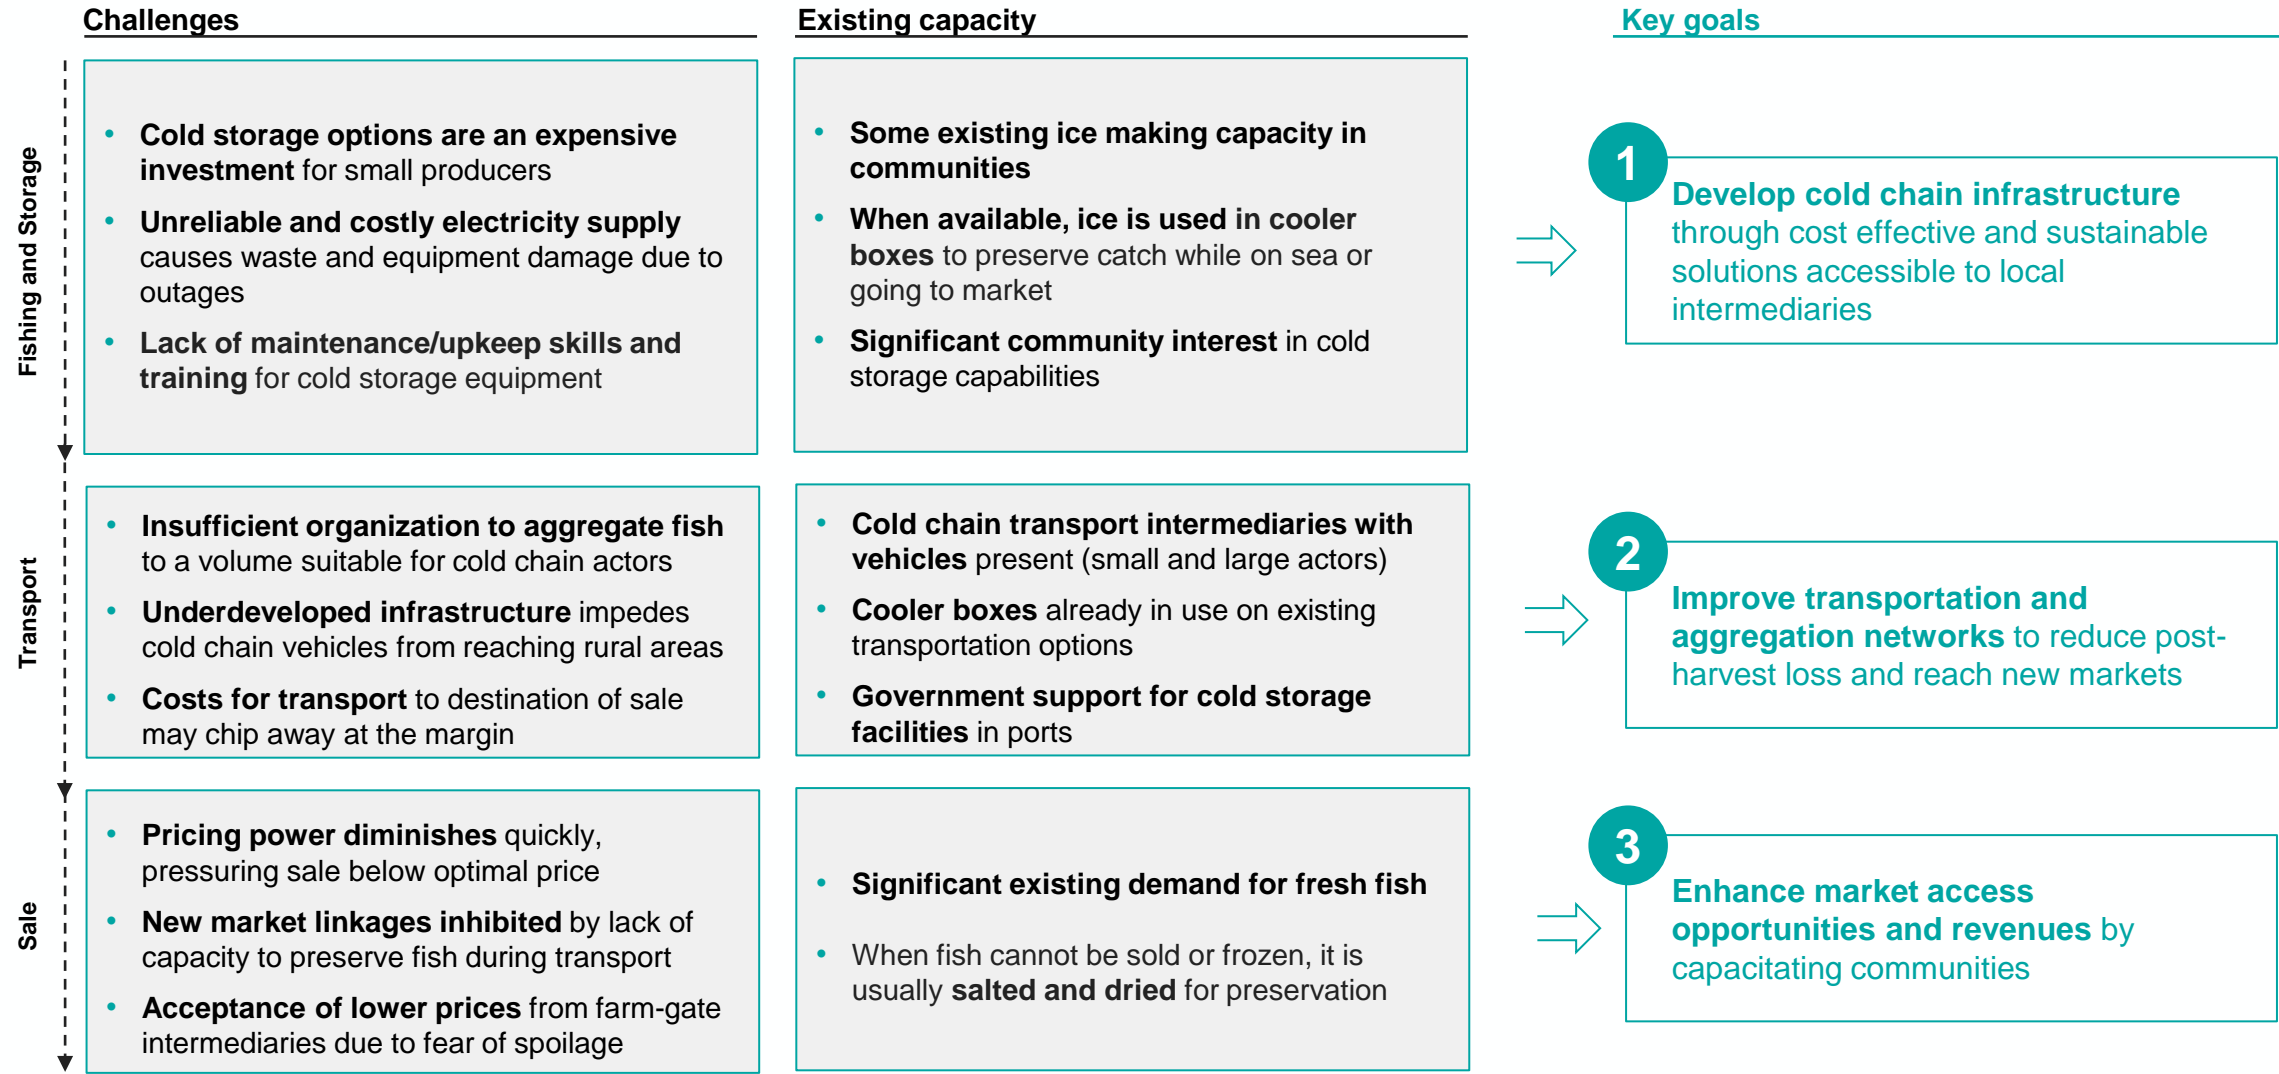 Challenges
Existing capacity
Key goals
Fishing and Storage
• Cold storage options are an expensive
investment for small producers
• Unreliable and costly electricity supply
causes waste and equipment damage due to
outages
• Lack of maintenance/upkeep skills and
training for cold storage equipment
• Some existing ice making capacity in
communities
• When available, ice is used in cooler
boxes to preserve catch while on sea or
going to market
• Significant community interest in cold
storage capabilities
1
Develop cold chain infrastructure
through cost effective and sustainable
solutions accessible to local
intermediaries
Transport
• Insufficient organization to aggregate fish
to a volume suitable for cold chain actors
• Underdeveloped infrastructure impedes
cold chain vehicles from reaching rural areas
• Costs for transport to destination of sale
may chip away at the margin
• Cold chain transport intermediaries with
vehicles present (small and large actors)
• Cooler boxes already in use on existing
transportation options
• Government support for cold storage
facilities in ports
2
Improve transportation and
aggregation networks to reduce post-
harvest loss and reach new markets
Sale
• Pricing power diminishes quickly,
pressuring sale below optimal price
• New market linkages inhibited by lack of
capacity to preserve fish during transport
• Acceptance of lower prices from farm-gate
intermediaries due to fear of spoilage
• Significant existing demand for fresh fish
• When fish cannot be sold or frozen, it is
usually salted and dried for preservation
3
Enhance market access
opportunities and revenues by
capacitating communities